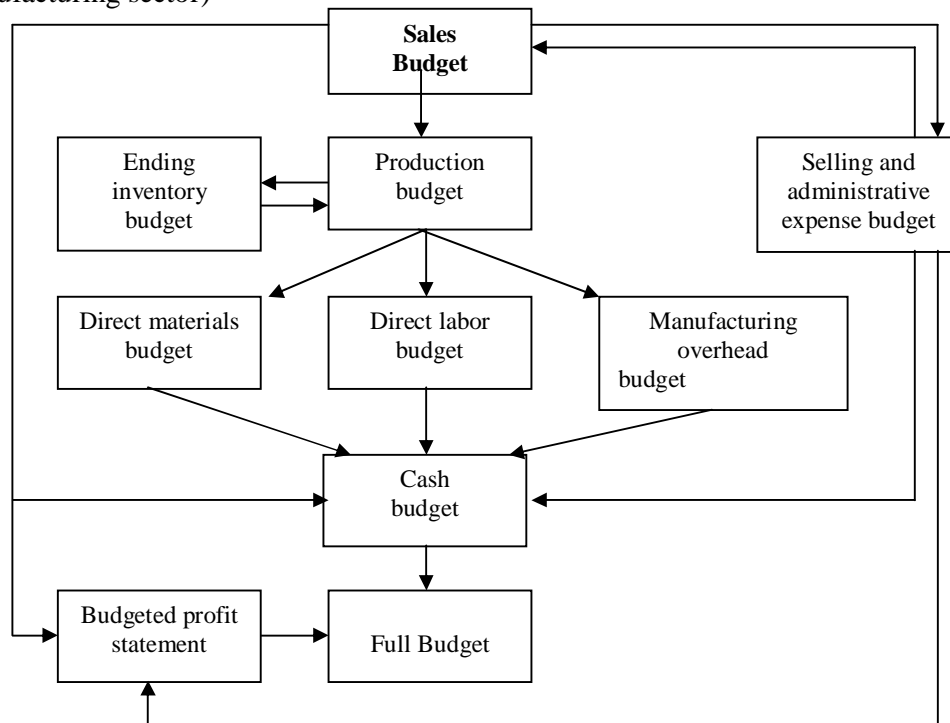 ufacturing sector)
Sales
Budget
Ending
inventory
budget
Production
budget
Selling and
administrative
expense budget
Direct materials
budget
Direct labor
budget
Manufacturing
overhead
budget
Cash
budget
Budgeted profit
statement
Full Budget